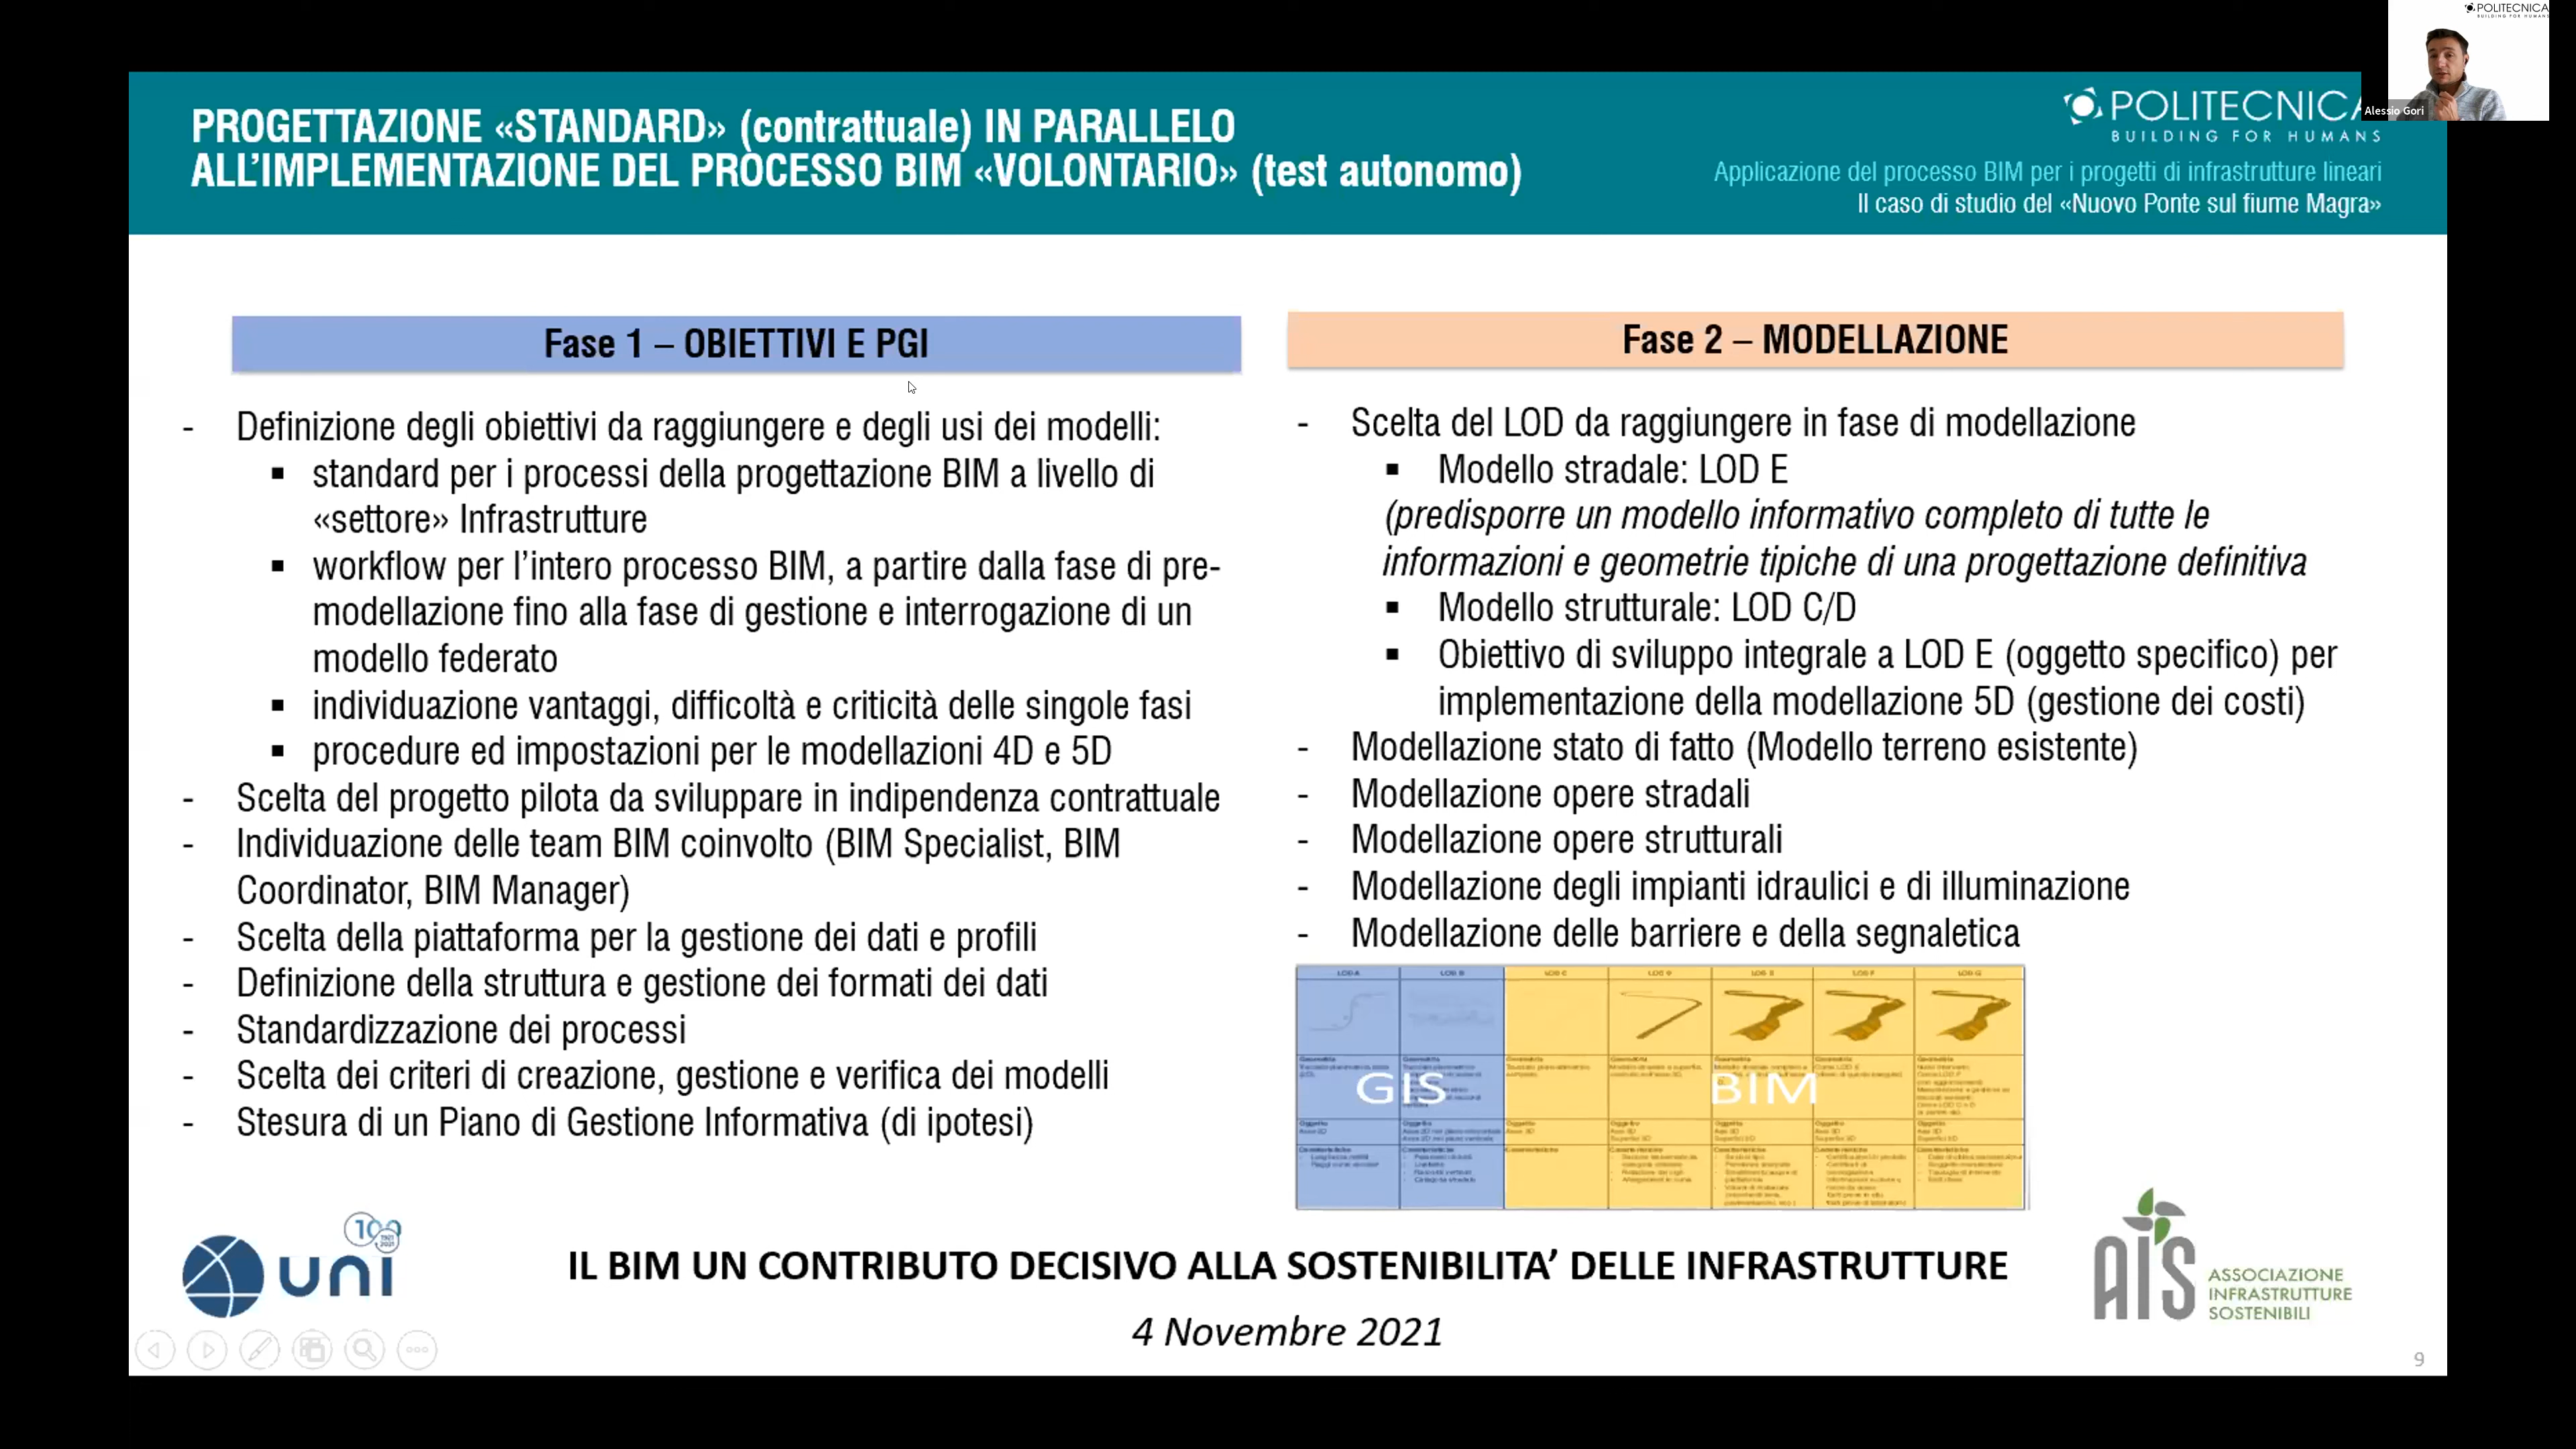 POLITECNICA
BUILDING FOR HUMANS
Alessio Gori
PROGETTAZIONE «STANDARD» (contrattuale) IN PARALLELO
ALL'IMPLEMENTAZIONE DEL PROCESSO BIM «VOLONTARIO» (test autonomo)
POLITECNICA
BUILDING FOR HUMANS
Applicazione del processo BIM per i progetti di infrastrutture lineari
Il caso di studio del «Nuovo Ponte sul fiume Magra»
Fase 1 – OBIETTIVI E PGI
- Definizione degli obiettivi da raggiungere e degli usi dei modelli:
▪ standard per i processi della progettazione BIM a livello di
«settore» Infrastrutture
▪ workflow per l'intero processo BIM, a partire dalla fase di pre-
modellazione fino alla fase di gestione e interrogazione di un
modello federato
▪ individuazione vantaggi, difficoltà e criticità delle singole fasi
▪ procedure ed impostazioni per le modellazioni 4D e 5D
- Scelta del progetto pilota da sviluppare in indipendenza contrattuale
- Individuazione delle team BIM coinvolto (BIM Specialist, BIM
Coordinator, BIM Manager)
- Scelta della piattaforma per la gestione dei dati e profili
- Definizione della struttura e gestione dei formati dei dati
- Standardizzazione dei processi
- Scelta dei criteri di creazione, gestione e verifica dei modelli
- Stesura di un Piano di Gestione Informativa (di ipotesi)
Fase 2 – MODELLAZIONE
- Scelta del LOD da raggiungere in fase di modellazione
▪ Modello stradale: LOD E
(predisporre un modello informativo completo di tutte le
informazioni e geometrie tipiche di una progettazione definitiva
▪ Modello strutturale: LOD C/D
▪ Obiettivo di sviluppo integrale a LOD E (oggetto specifico) per
implementazione della modellazione 5D (gestione dei costi)
- Modellazione stato di fatto (Modello terreno esistente)
- Modellazione opere stradali
- Modellazione opere strutturali
- Modellazione degli impianti idraulici e di illuminazione
- Modellazione delle barriere e della segnaletica
LOD A LOD B LOD C LOD D LOD E LOD F LOD G
GIS BIM
100
uni
IL BIM UN CONTRIBUTO DECISIVO ALLA SOSTENIBILITA' DELLE INFRASTRUTTURE
4 Novembre 2021
AIS
ASSOCIAZIONE
INFRASTRUTTURE
SOSTENIBILI
9